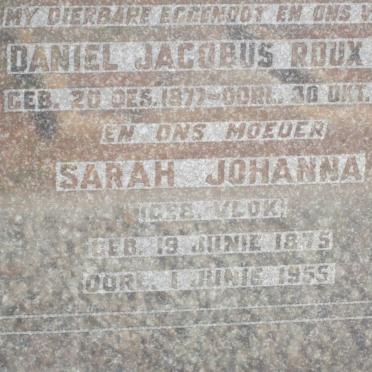 MY DIERBARE EGGENOOT EN ONS
DANIEL JACOBUS ROUX
GEB. 20 DES. 1877-OORL. 30 OKT.
EN ONS MOEDER
SARAH JOHANNA
(GEB. VLOK)
GEB. 19 JUNIE 1875
OORL. 1 JUNIE 1955